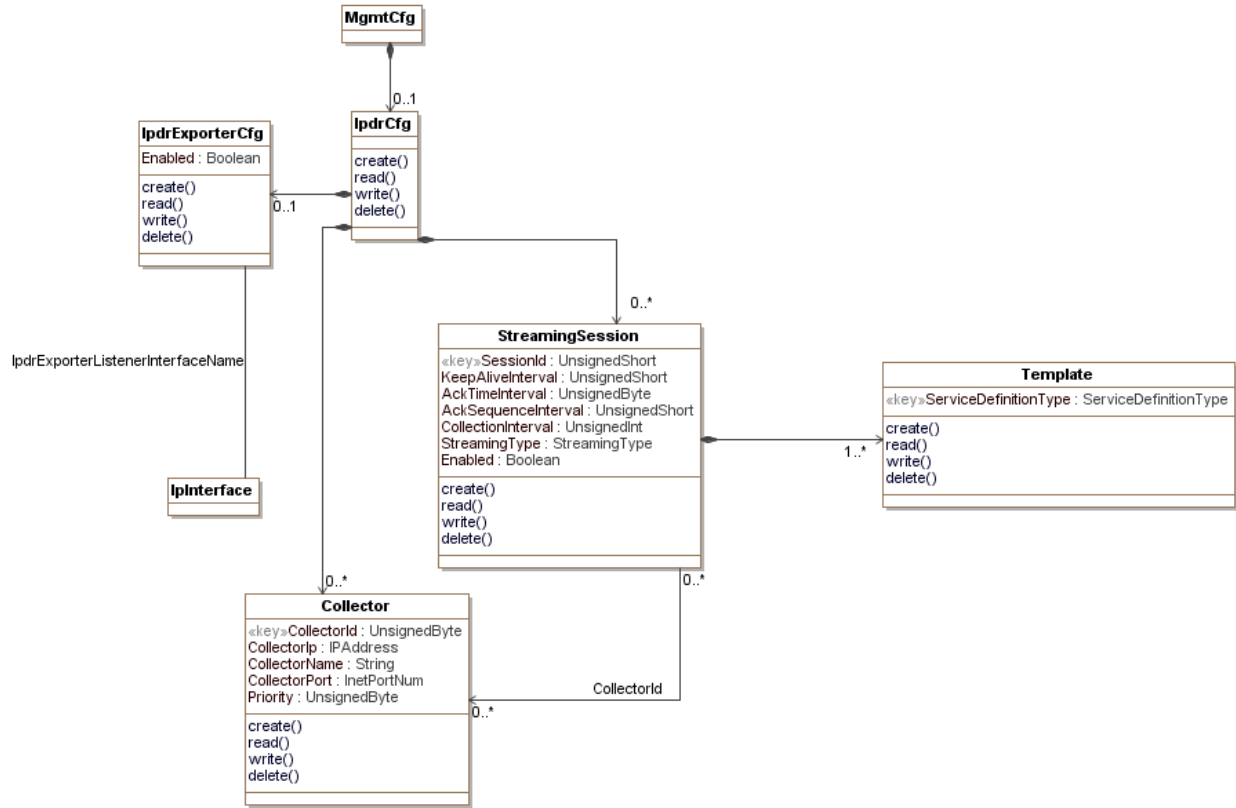 MgmtCfg
0..1
IpdrCfg
create()
read()
write()
delete()
IpdrExporterCfg
Enabled : Boolean
create()
read()
write()
delete()
0..1
0..*
IpdrExporterListenerInterfaceName
StreamingSession
«key»SessionId : UnsignedShort
KeepAliveInterval : UnsignedShort
AckTimeInterval : UnsignedByte
AckSequenceInterval : UnsignedShort
CollectionInterval : UnsignedInt
StreamingType : StreamingType
Enabled : Boolean
create()
read()
write()
delete()
1..*
Template
«key»ServiceDefinitionType : ServiceDefinitionType
create()
read()
write()
delete()
IpInterface
0..*
0..*
Collector
«key»CollectorId : UnsignedByte
CollectorIp : IPAddress
CollectorName : String
CollectorPort : InetPortNum
Priority : UnsignedByte
create()
read()
write()
delete()
CollectorId
0..*